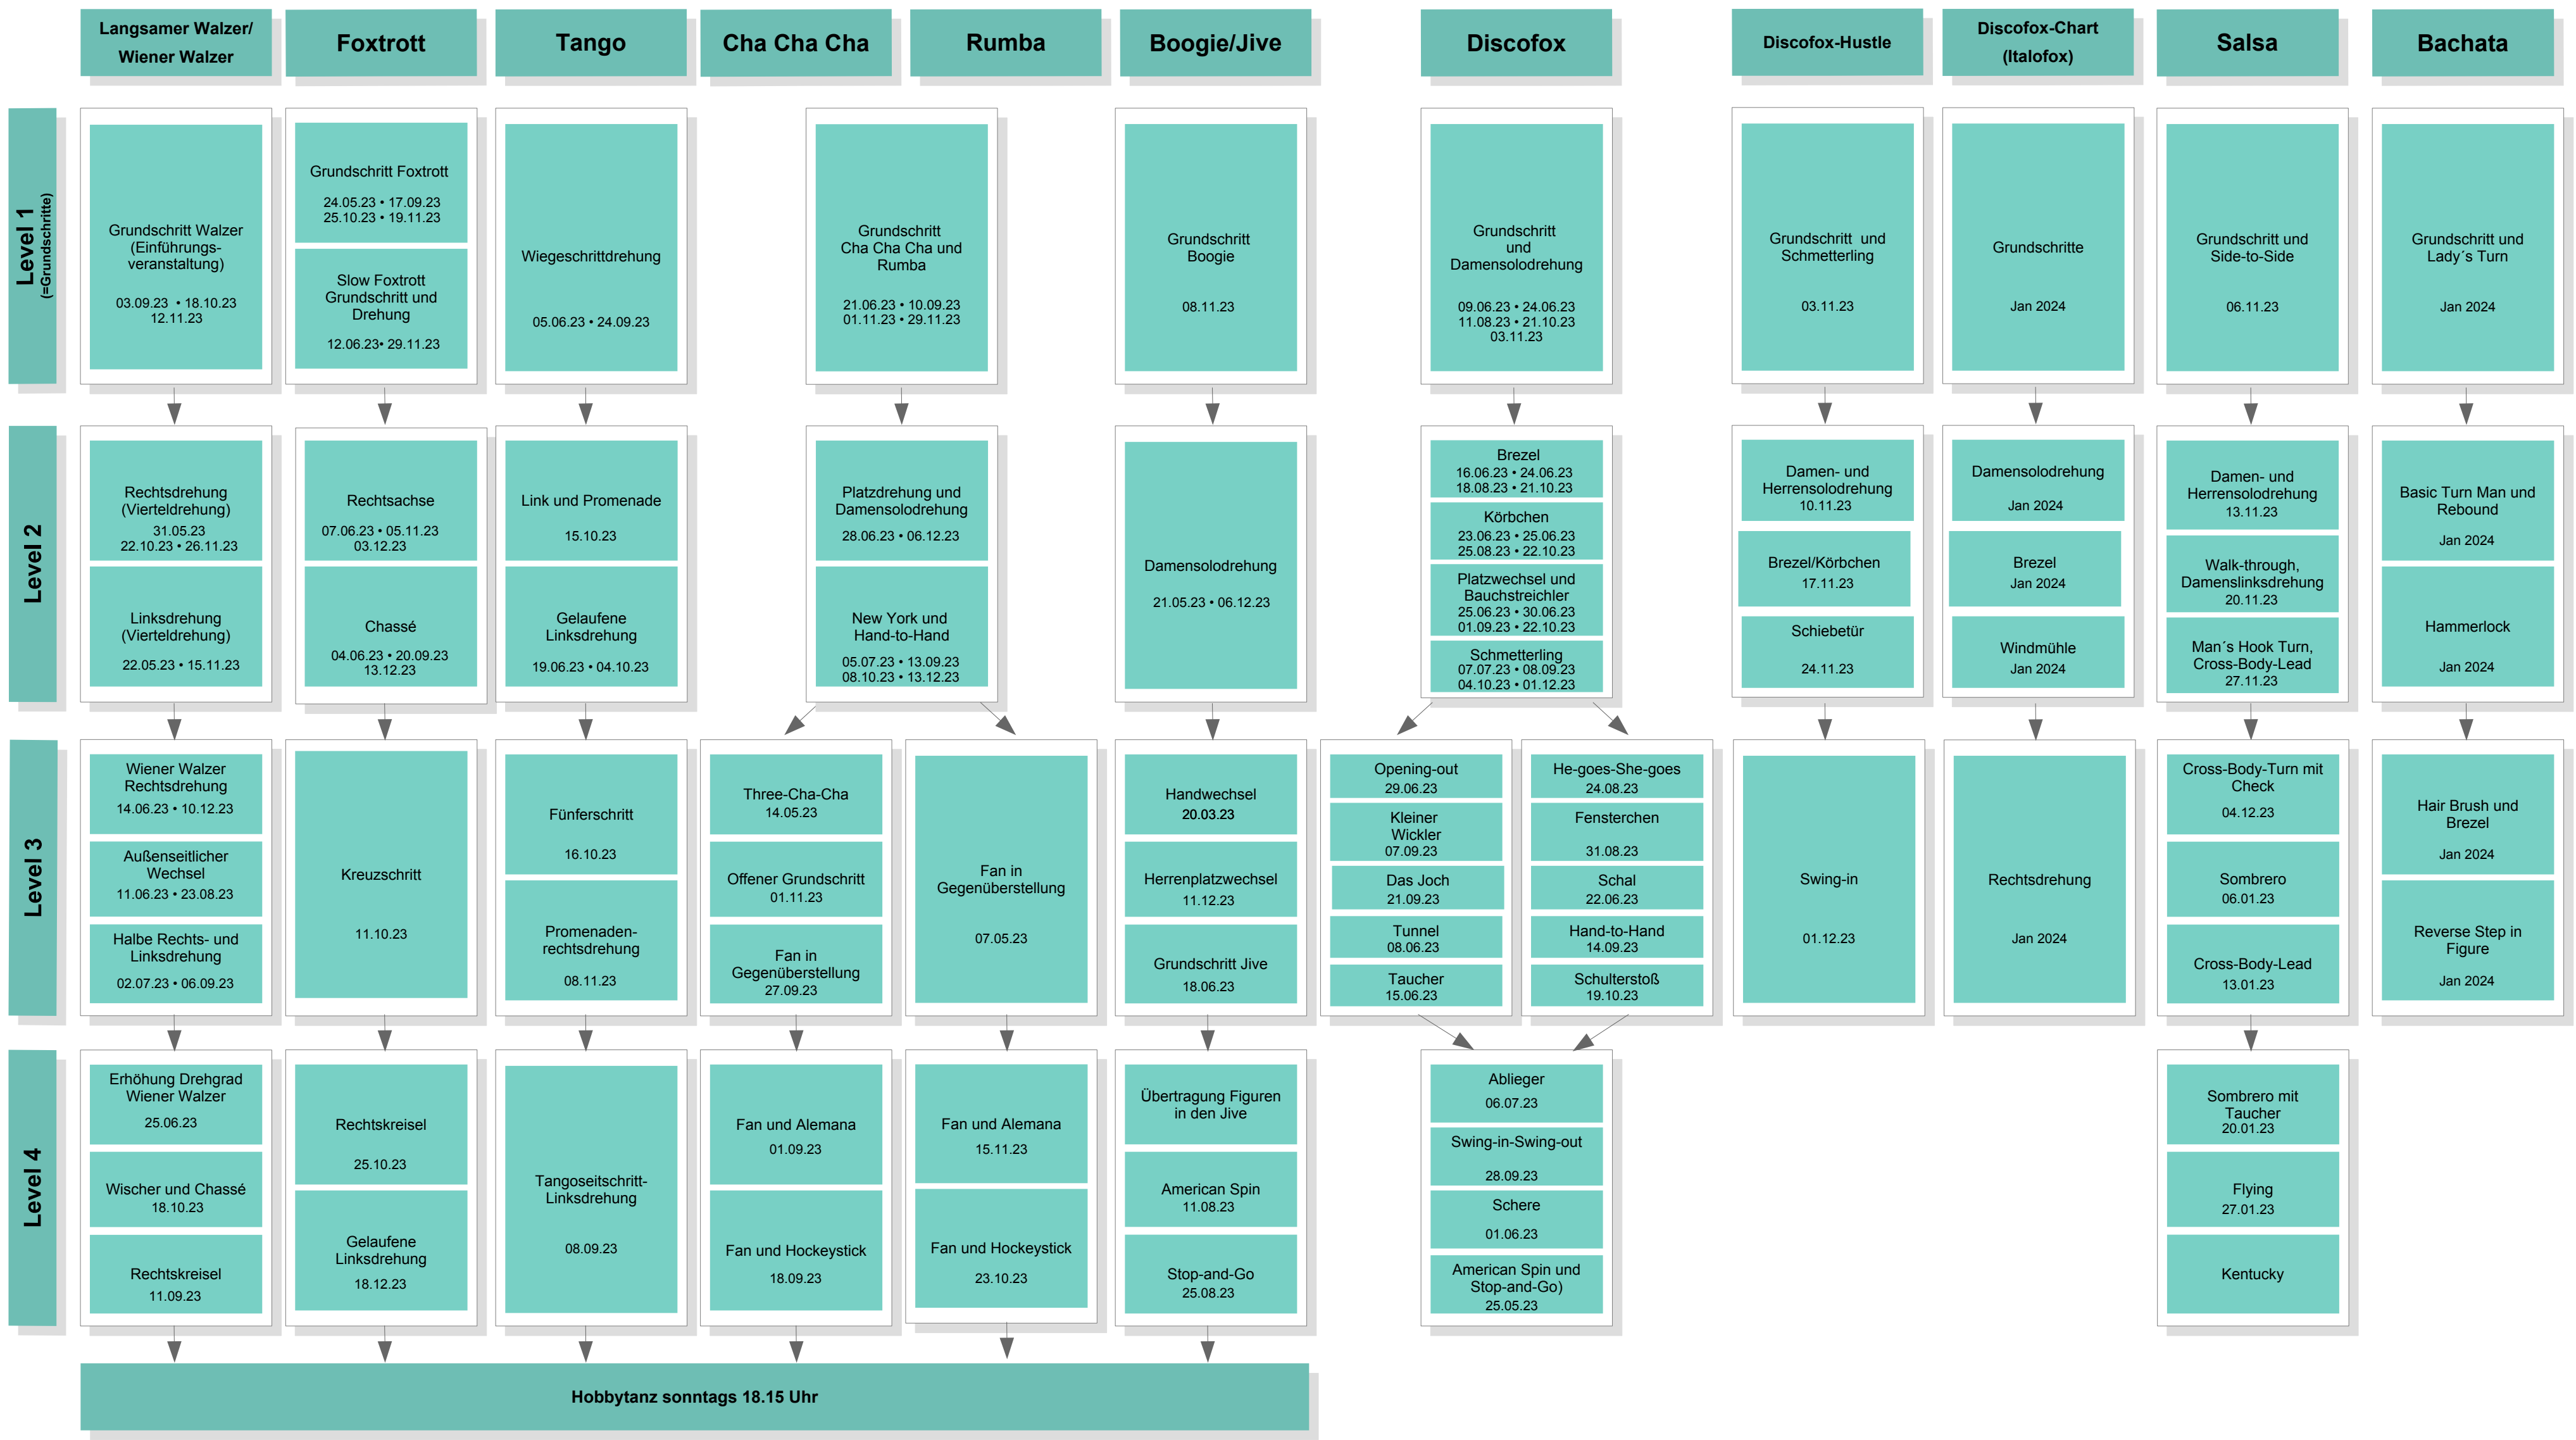 Langsamer Walzer/
Wiener Walzer
Foxtrott
Tango
Cha Cha Cha
Rumba
Boogie/Jive
Discofox
Discofox-Hustle
Discofox-Chart
(Italofox)
Salsa
Bachata
Level 1
(=Grundschritte)
Grundschritt Walzer
(Einführungs-
veranstaltung)
03.09.23 • 18.10.23
12.11.23
Grundschritt Foxtrott
24.05.23 • 17.09.23
25.10.23 • 19.11.23
Slow Foxtrott
Grundschritt und
Drehung
12.06.23• 29.11.23
Wiegeschrittdrehung
05.06.23 • 24.09.23
Grundschritt
Cha Cha Cha und
Rumba
21.06.23 • 10.09.23
01.11.23 • 29.11.23
Grundschritt
Boogie
08.11.23
Grundschritt
und
Damensolodrehung
09.06.23 • 24.06.23
11.08.23 • 21.10.23
03.11.23
Grundschritt und
Schmetterling
03.11.23
Grundschritte
Jan 2024
Grundschritt und
Side-to-Side
06.11.23
Grundschritt und
Lady´s Turn
Jan 2024
Level 2
Rechtsdrehung
(Vierteldrehung)
31.05.23
22.10.23 • 26.11.23
Linksdrehung
(Vierteldrehung)
22.05.23 • 15.11.23
Rechtsachse
07.06.23 • 05.11.23
03.12.23
Chassé
04.06.23 • 20.09.23
13.12.23
Link und Promenade
15.10.23
Gelaufene
Linksdrehung
19.06.23 • 04.10.23
Platzdrehung und
Damensolodrehung
28.06.23 • 06.12.23
New York und
Hand-to-Hand
05.07.23 • 13.09.23
08.10.23 • 13.12.23
Damensolodrehung
21.05.23 • 06.12.23
Brezel
16.06.23 • 24.06.23
18.08.23 • 21.10.23
Körbchen
23.06.23 • 25.06.23
25.08.23 • 22.10.23
Platzwechsel und
Bauchstreichler
25.06.23 • 30.06.23
01.09.23 • 22.10.23
Schmetterling
07.07.23 • 08.09.23
04.10.23 • 01.12.23
Damen- und
Herrensolodrehung
10.11.23
Brezel/Körbchen
17.11.23
Schiebetür
24.11.23
Damensolodrehung
Jan 2024
Brezel
Jan 2024
Windmühle
Jan 2024
Damen- und
Herrensolodrehung
13.11.23
Walk-through,
Damenslinksdrehung
20.11.23
Man´s Hook Turn,
Cross-Body-Lead
27.11.23
Basic Turn Man und
Rebound
Jan 2024
Hammerlock
Jan 2024
Level 3
Wiener Walzer
Rechtsdrehung
14.06.23 • 10.12.23
Außenseitlicher
Wechsel
11.06.23 • 23.08.23
Halbe Rechts- und
Linksdrehung
02.07.23 • 06.09.23
Kreuzschritt
11.10.23
Fünferschritt
16.10.23
Promenaden-
rechtsdrehung
08.11.23
Three-Cha-Cha
14.05.23
Offener Grundschritt
01.11.23
Fan in
Gegenüberstellung
27.09.23
Fan in
Gegenüberstellung
07.05.23
Handwechsel
20.03.23
Herrenplatzwechsel
11.12.23
Grundschritt Jive
18.06.23
Opening-out
29.06.23
Kleiner
Wickler
07.09.23
Das Joch
21.09.23
Tunnel
08.06.23
Taucher
15.06.23
He-goes-She-goes
24.08.23
Fensterchen
31.08.23
Schal
22.06.23
Hand-to-Hand
14.09.23
Schulterstoß
19.10.23
Swing-in
01.12.23
Rechtsdrehung
Jan 2024
Cross-Body-Turn mit
Check
04.12.23
Sombrero
06.01.23
Cross-Body-Lead
13.01.23
Hair Brush und
Brezel
Jan 2024
Reverse Step in
Figure
Jan 2024
Level 4
Erhöhung Drehgrad
Wiener Walzer
25.06.23
Wischer und Chassé
18.10.23
Rechtskreisel
11.09.23
Rechtskreisel
25.10.23
Gelaufene
Linksdrehung
18.12.23
Tangoseitschritt-
Linksdrehung
08.09.23
Fan und Alemana
01.09.23
Fan und Hockeystick
18.09.23
Fan und Alemana
15.11.23
Fan und Hockeystick
23.10.23
Übertragung Figuren
in den Jive
American Spin
11.08.23
Stop-and-Go
25.08.23
Ablieger
06.07.23
Swing-in-Swing-out
28.09.23
Schere
01.06.23
American Spin und
Stop-and-Go)
25.05.23
Sombrero mit
Taucher
20.01.23
Flying
27.01.23
Kentucky
Hobbytanz sonntags 18.15 Uhr